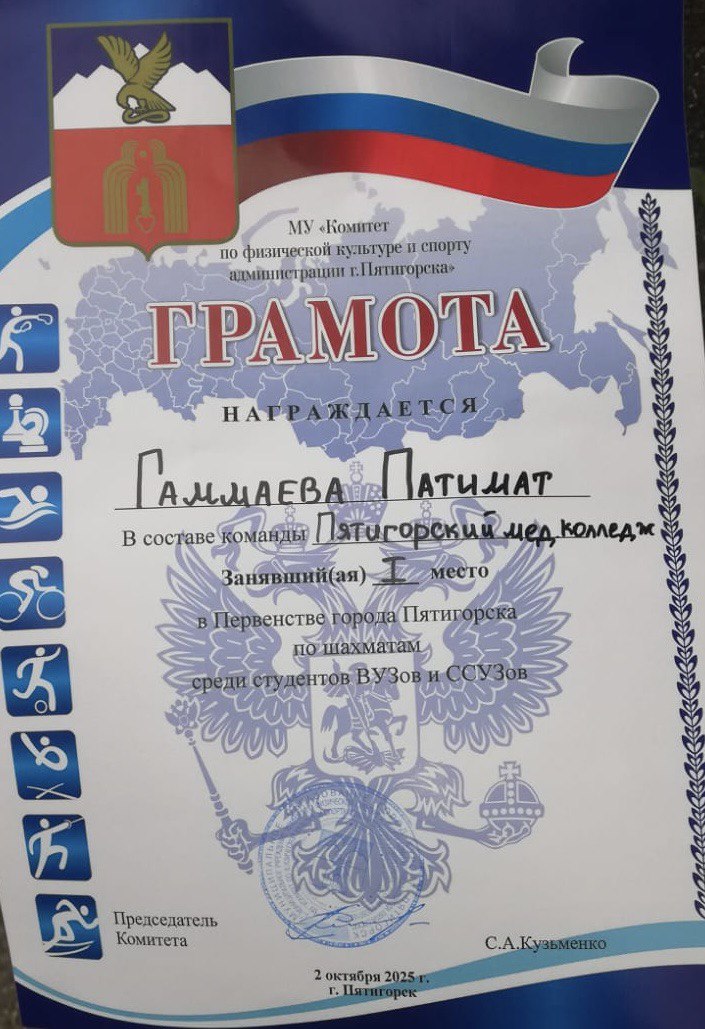 МУ «Комитет
по физической культуре и спорту
администрации г.Пятигорска»
ГРАМОТА
НАГРАЖДАЕТСЯ
Гаммаева Патимат
В составе команды Пятигорский мед колледж
Занявший(ая) I место
в Первенстве города Пятигорска
по шахматам
среди студентов ВУЗов и ССУЗов
Председатель
Комитета
С.А.Кузьменко
2 октября 2025 г.
г. Пятигорск